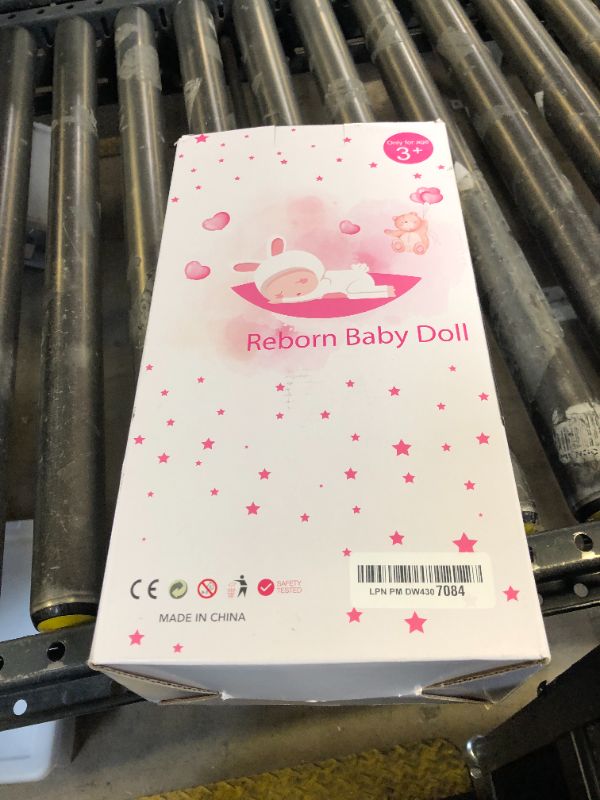 Only for age
3+
Reborn Baby Doll
CE
SAFETY
TESTED
LPN PM DW430 7084
MADE IN CHINA